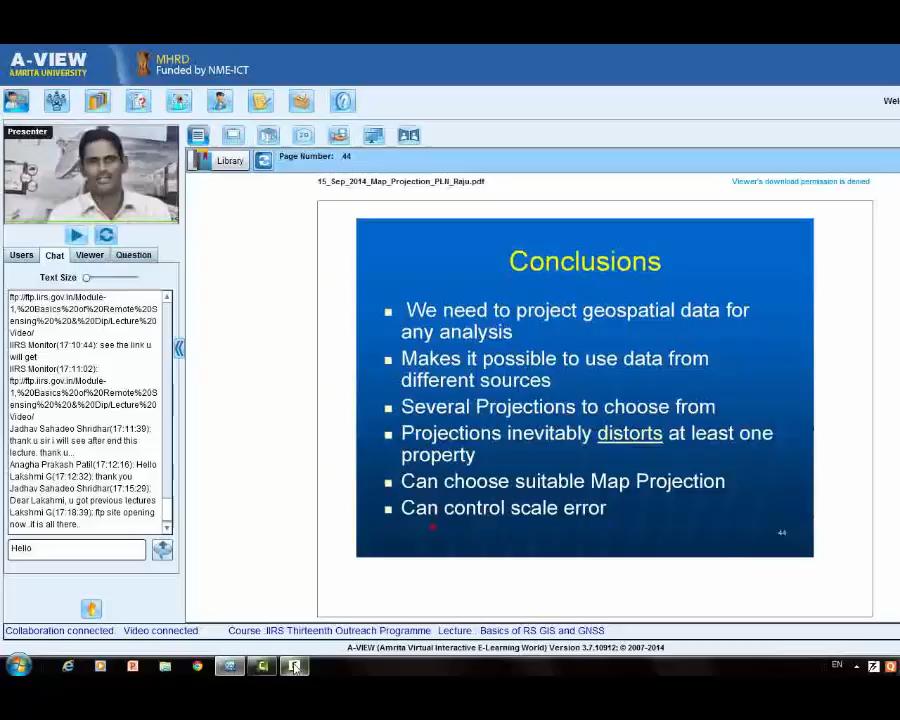 A-VIEW
AMRITA UNIVERSITY
MHRD
Funded by NME-ICT
Wel
Presenter
Library
Page Number: 44
15_Sep_2014_Map_Projection_PLN_Raju.pdf
Viewer's download permission is denied
Users
Chat
Viewer
Question
Text Size
ftp://ftp.iirs.gov.in/Module-
1,%20Basics%20of%20Remote%20S
ensing%20%20&%20Dip/Lecture%20
Video/
IIRS Monitor(17:10:44): see the link u
will get
IIRS Monitor(17:11:02):
ftp://ftp.iirs.gov.in/Module-
1,%20Basics%20of%20Remote%20S
ensing%20%20&%20Dip/Lecture%20
Video/
Jadhav Sahadeo Shridhar(17:11:39):
thank u sir i will see after end this
lecture. thank u...
Anagha Prakash Patil(17:12:16): Hello
Lakshmi G(17:12:32): thank you
Jadhav Sahadeo Shridhar(17:15:29):
Dear Lakahmi, u got previous lectures
Lakshmi G(17:18:39): ftp site opening
now..it is all there..
Hello
Conclusions
We need to project geospatial data for
any analysis
Makes it possible to use data from
different sources
Several Projections to choose from
Projections inevitably distorts at least one
property
Can choose suitable Map Projection
Can control scale error
44
Collaboration connected. Video connected. Course :IIRS Thirteenth Outreach Programme Lecture : Basics of RS GIS and GNSS
A-VIEW (Amrita Virtual Interactive E-Learning World) Version 3.7.10912; © 2007-2014
EN